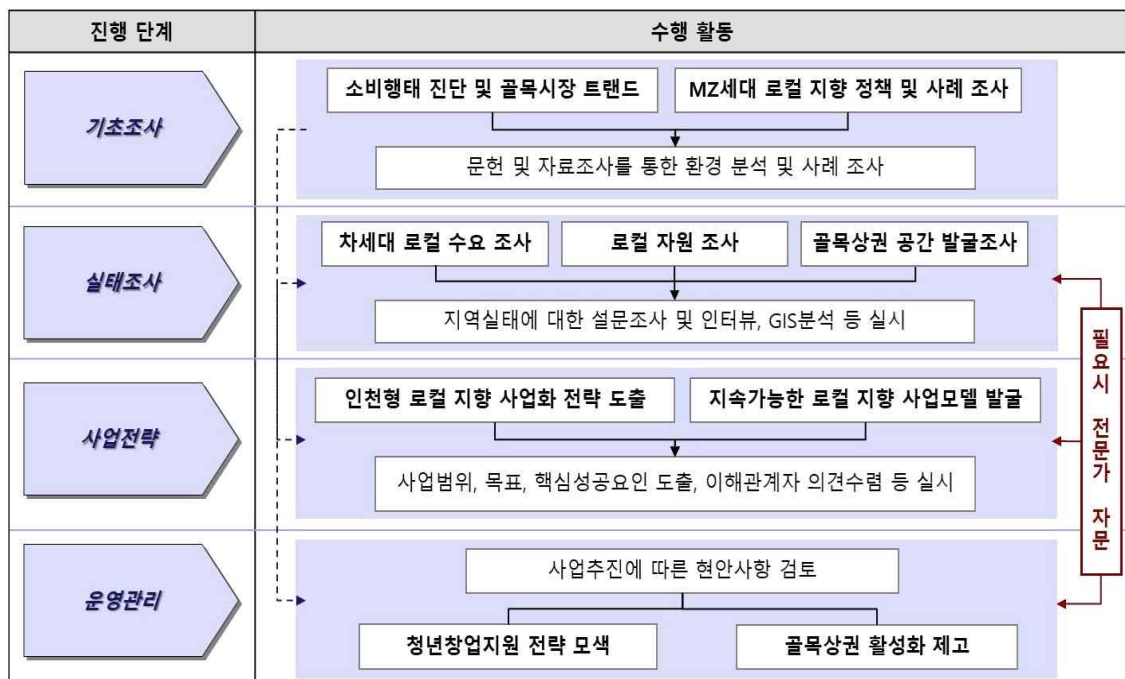 진행 단계
수행 활동
기초조사
소비행태 진단 및 골목시장 트랜드
MZ세대 로컬 지향 정책 및 사례 조사
문헌 및 자료조사를 통한 환경 분석 및 사례 조사
실태조사
차세대 로컬 수요 조사
로컬 자원 조사
골목상권 공간 발굴조사
지역실태에 대한 설문조사 및 인터뷰, GIS분석 등 실시
사업전략
인천형 로컬 지향 사업화 전략 도출
지속가능한 로컬 지향 사업모델 발굴
사업범위, 목표, 핵심성공요인 도출, 이해관계자 의견수렴 등 실시
운영관리
사업추진에 따른 현안사항 검토
청년창업지원 전략 모색
골목상권 활성화 제고
필요시 전문가 자문